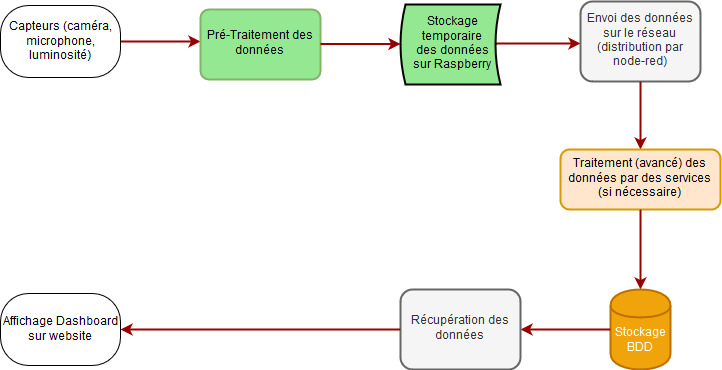 Capteurs (caméra,
microphone,
luminosité)
Pré-Traitement des
données
Stockage
temporaire
des données
sur Raspberry
Envoi des données
sur le réseau
(distribution par
node-red)
Traitement (avancé) des
données par des services
(si nécessaire)
Stockage
BDD
Récupération des
données
Affichage Dashboard
sur website